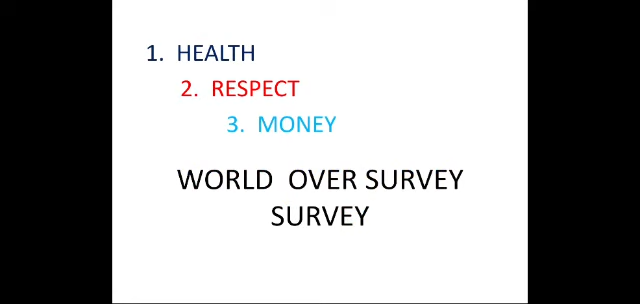 1. HEALTH
2. RESPECT
3. MONEY
WORLD OVER SURVEY
SURVEY